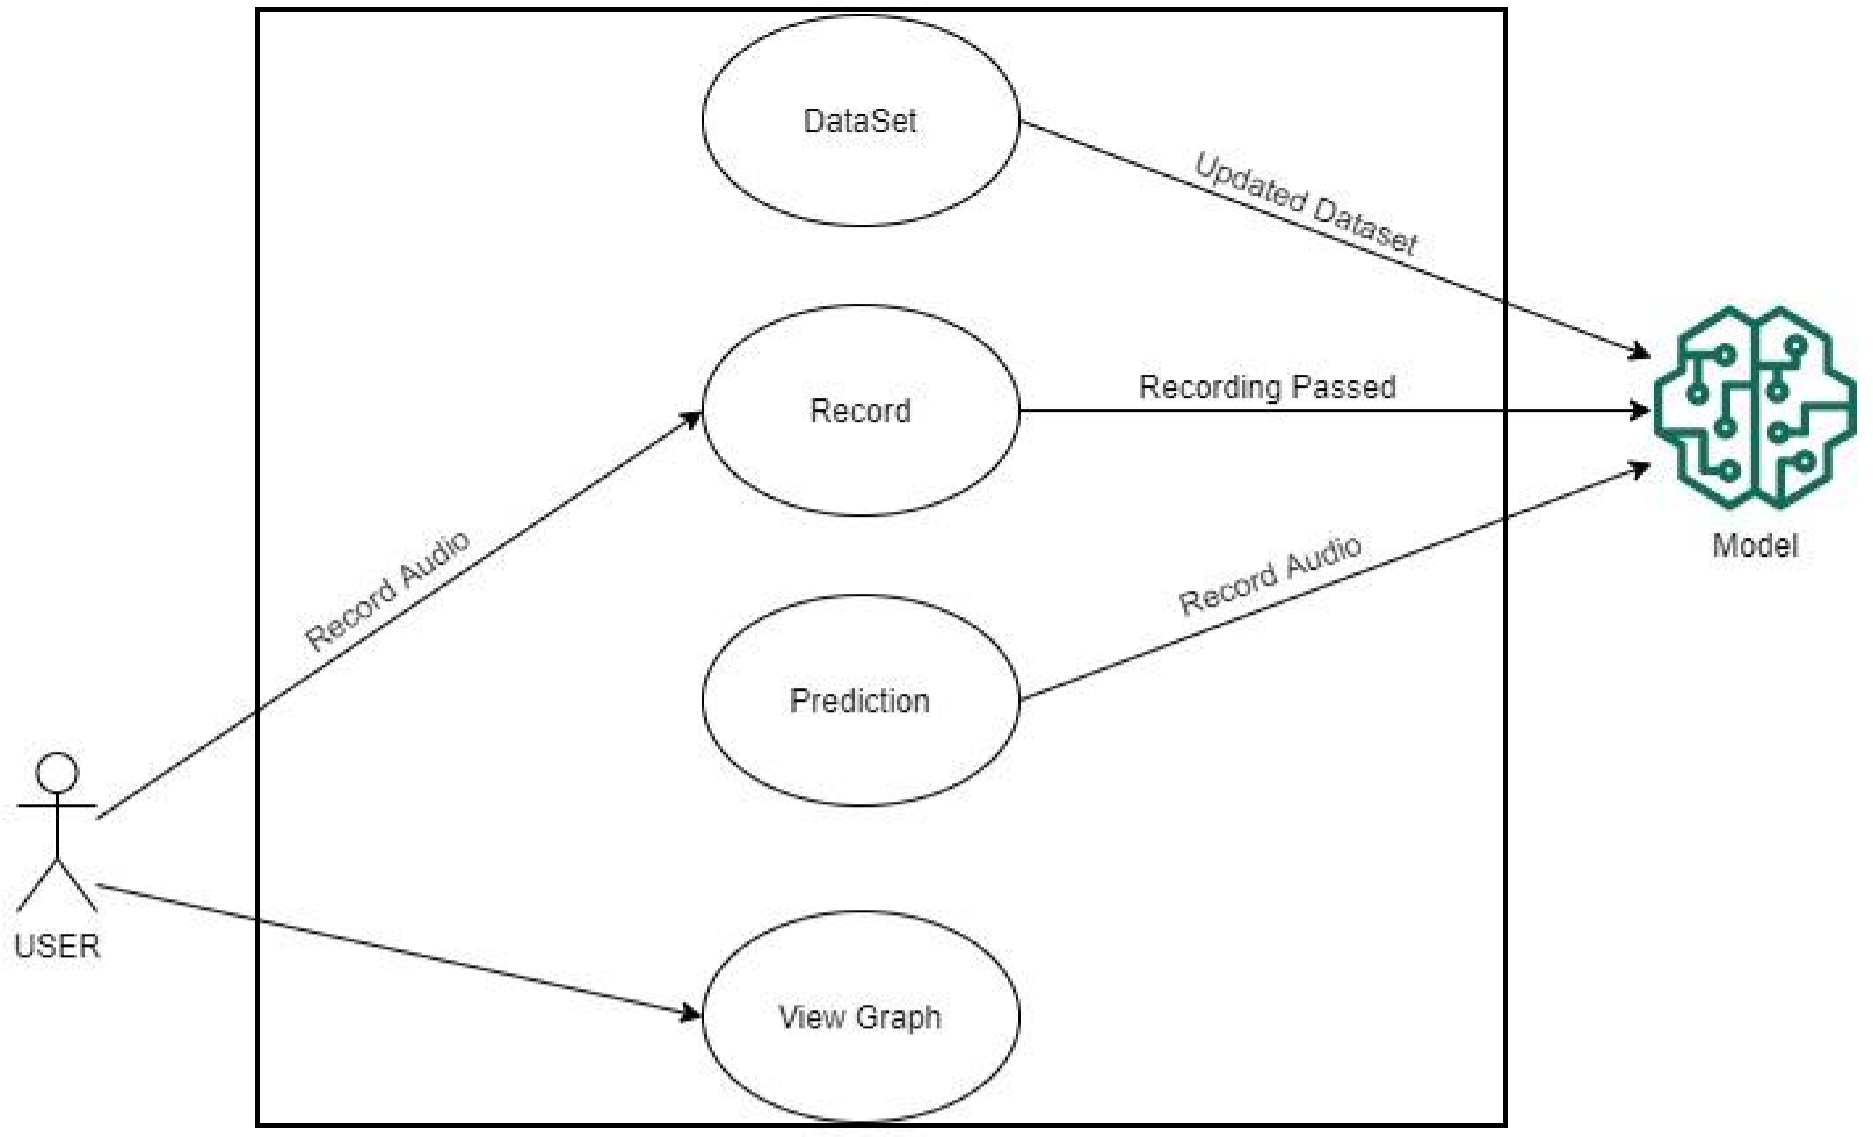 DataSet
Updated Dataset
Record
Recording Passed
Record Audio
Model
Record Audio
Prediction
USER
View Graph